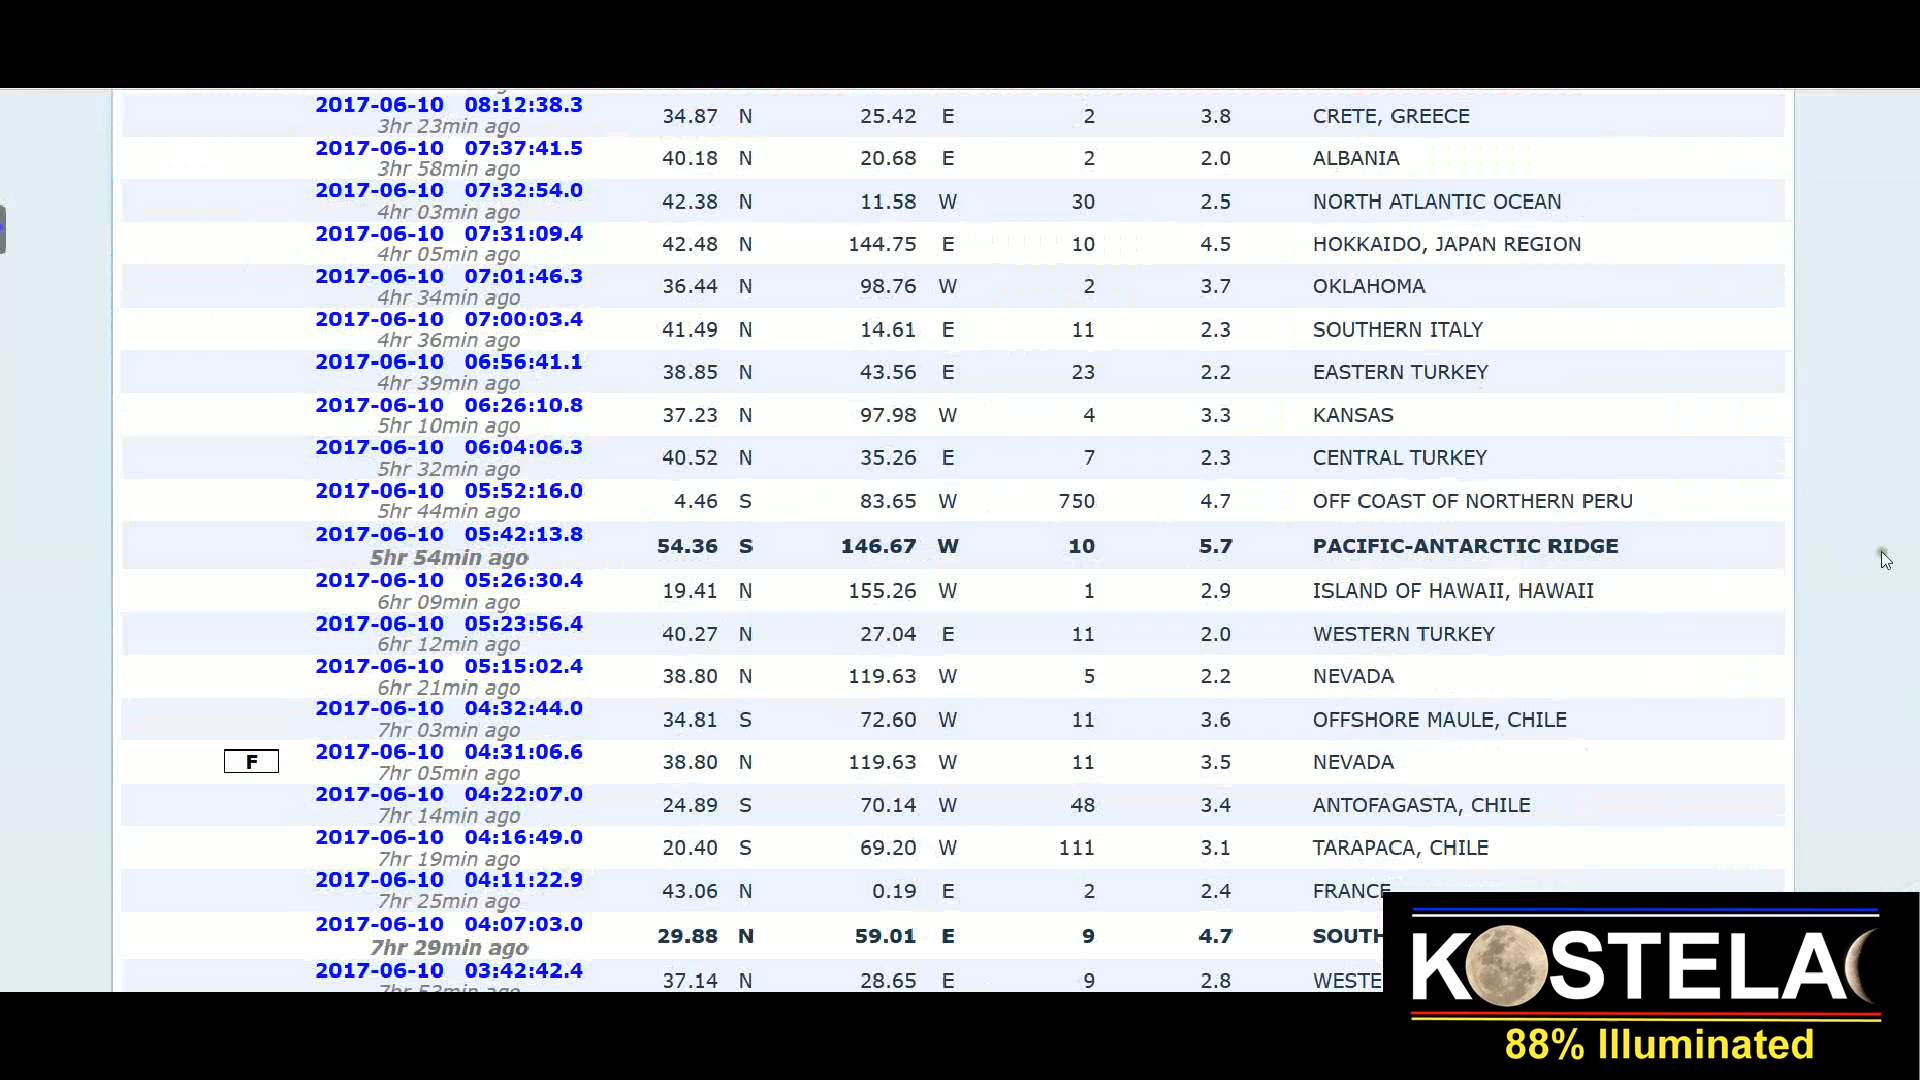 2017-06-10 08:12:38.3 34.87 N 25.42 E 2 3.8 CRETE, GREECE
3hr 23min ago
2017-06-10 07:37:41.5 40.18 N 20.68 E 2 2.0 ALBANIA
3hr 58min ago
2017-06-10 07:32:54.0 42.38 N 11.58 W 30 2.5 NORTH ATLANTIC OCEAN
4hr 03min ago
2017-06-10 07:31:09.4 42.48 N 144.75 E 10 4.5 HOKKAIDO, JAPAN REGION
4hr 05min ago
2017-06-10 07:01:46.3 36.44 N 98.76 W 2 3.7 OKLAHOMA
4hr 34min ago
2017-06-10 07:00:03.4 41.49 N 14.61 E 11 2.3 SOUTHERN ITALY
4hr 36min ago
2017-06-10 06:56:41.1 38.85 N 43.56 E 23 2.2 EASTERN TURKEY
4hr 39min ago
2017-06-10 06:26:10.8 37.23 N 97.98 W 4 3.3 KANSAS
5hr 10min ago
2017-06-10 06:04:06.3 40.52 N 35.26 E 7 2.3 CENTRAL TURKEY
5hr 32min ago
2017-06-10 05:52:16.0 4.46 S 83.65 W 750 4.7 OFF COAST OF NORTHERN PERU
5hr 44min ago
2017-06-10 05:42:13.8 54.36 S 146.67 W 10 5.7 PACIFIC-ANTARCTIC RIDGE
5hr 54min ago
2017-06-10 05:26:30.4 19.41 N 155.26 W 1 2.9 ISLAND OF HAWAII, HAWAII
6hr 09min ago
2017-06-10 05:23:56.4 40.27 N 27.04 E 11 2.0 WESTERN TURKEY
6hr 12min ago
2017-06-10 05:15:02.4 38.80 N 119.63 W 5 2.2 NEVADA
6hr 21min ago
2017-06-10 04:32:44.0 34.81 S 72.60 W 11 3.6 OFFSHORE MAULE, CHILE
7hr 03min ago
F 2017-06-10 04:31:06.6 38.80 N 119.63 W 11 3.5 NEVADA
7hr 05min ago
2017-06-10 04:22:07.0 24.89 S 70.14 W 48 3.4 ANTOFAGASTA, CHILE
7hr 14min ago
2017-06-10 04:16:49.0 20.40 S 69.20 W 111 3.1 TARAPACA, CHILE
7hr 19min ago
2017-06-10 04:11:22.9 43.06 N 0.19 E 2 2.4 FRANCE
7hr 25min ago
2017-06-10 04:07:03.0 29.88 N 59.01 E 9 4.7 SOUTH
7hr 29min ago
2017-06-10 03:42:42.4 37.14 N 28.65 E 9 2.8 WESTE
7hr 53min ago
KOSTELAC
88% Illuminated